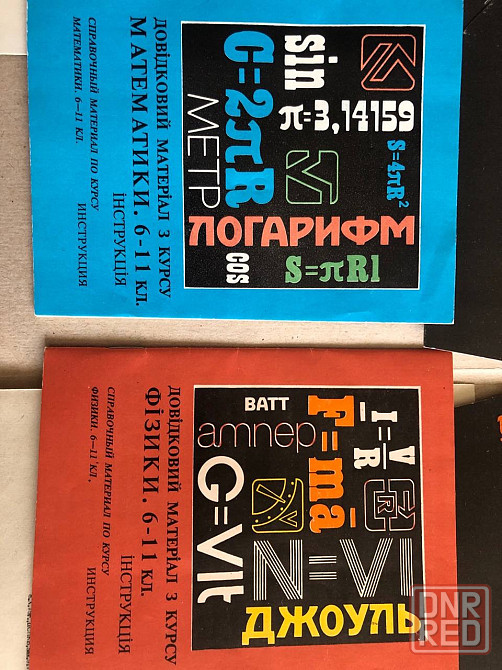 sin
π=3,14159
C=2πR
S=4πR²
МЕТР
ЛОГАРИФМ
cos
S=πRl
ДОВІДКОВИЙ МАТЕРІАЛ З КУРСУ
МАТЕМАТИКИ. 6-11 КЛ.
ІНСТРУКЦІЯ
СПРАВОЧНЫЙ МАТЕРИАЛ ПО КУРСУ
МАТЕМАТИКИ. 6—11 КЛ.
ИНСТРУКЦИЯ
ВАТТ
ампер
F=ma
I=V/R
G=VIt
N=VI
ДЖОУЛЬ
ДОВІДКОВИЙ МАТЕРІАЛ З КУРСУ
ФІЗИКИ. 6-11 КЛ.
ІНСТРУКЦІЯ
СПРАВОЧНЫЙ МАТЕРИАЛ ПО КУРСУ
ФИЗИКИ. 6—11 КЛ.
ИНСТРУКЦИЯ
DNR
RED